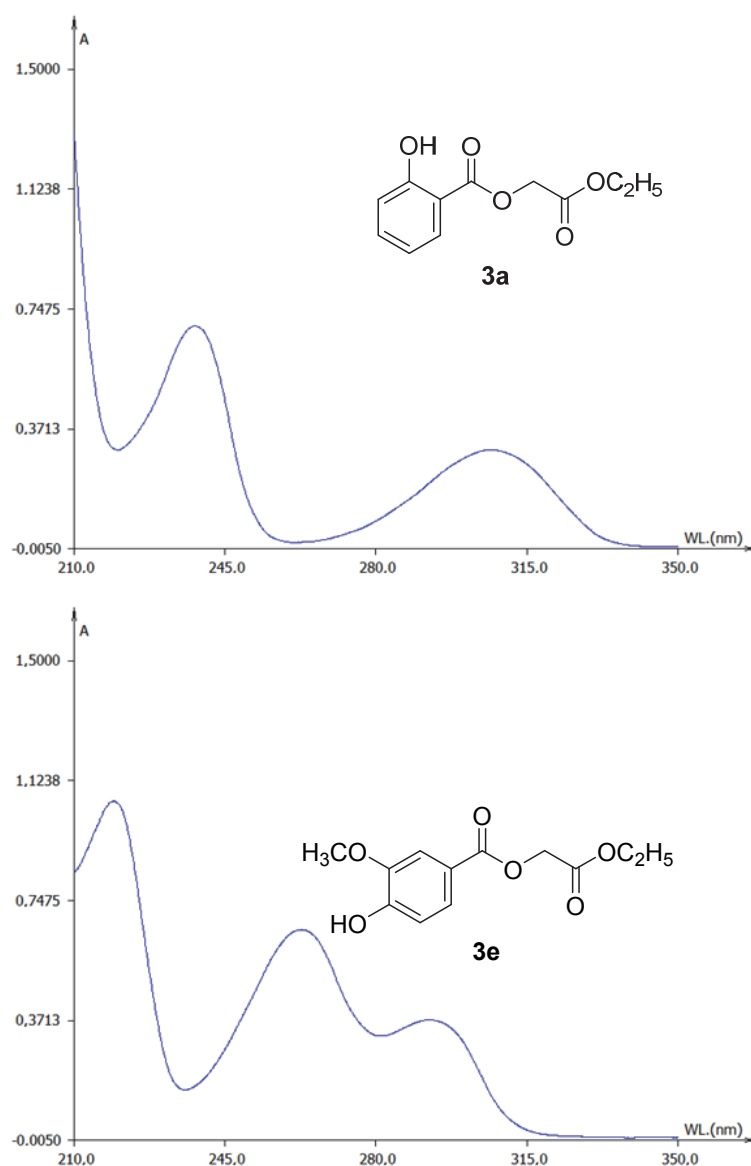 A
1.5000
1.1238
0.7475
0.3713
-0.0050
210.0 245.0 280.0 315.0 350.0
WL.(nm)
OH O O O OC₂H₅
3a
A
1,5000
1,1238
0,7475
0,3713
-0.0050
210.0 245.0 280.0 315.0 350.0
WL.(nm)
H₃CO HO O O O OC₂H₅
3e